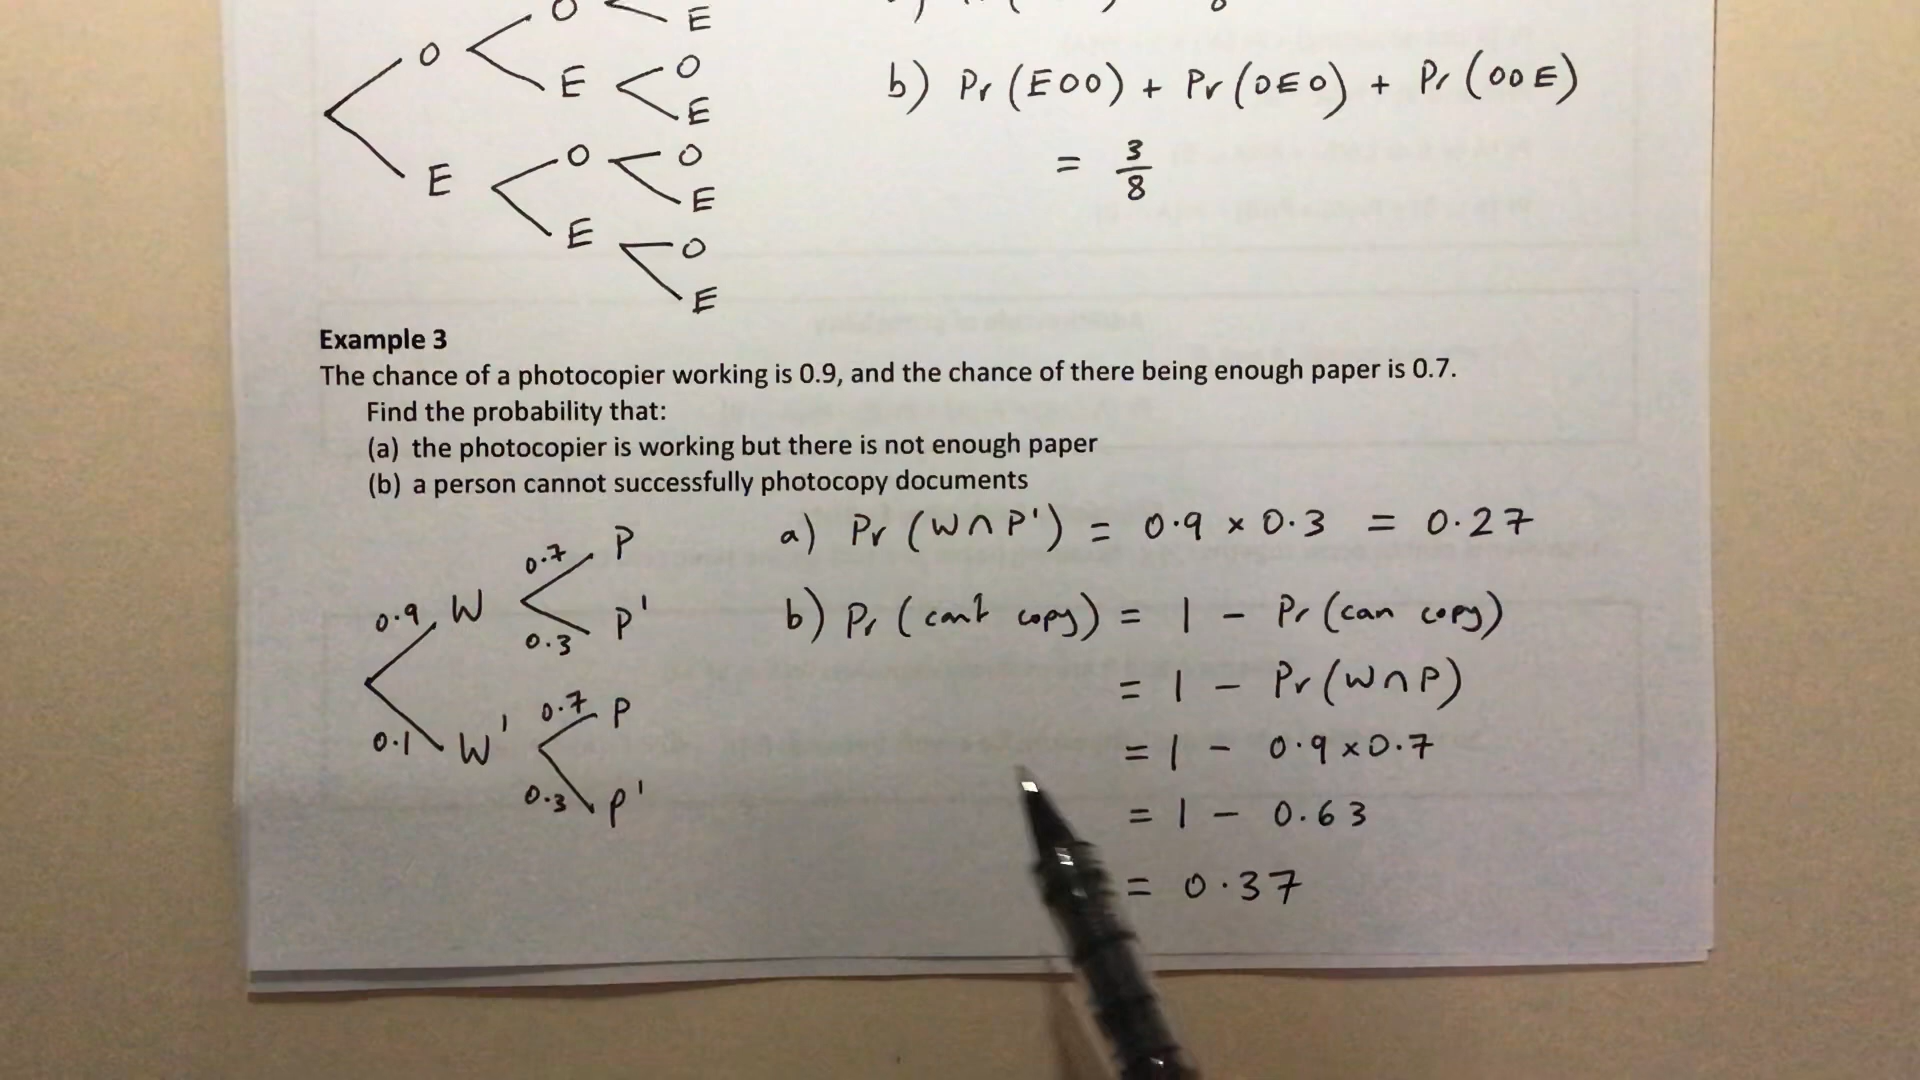 O
E
O
E
O
E
b) Pr (EOO) + Pr (OEO) + Pr (OOE)
E
O
O
E
= 3/8
E
O
E
Example 3
The chance of a photocopier working is 0.9, and the chance of there being enough paper is 0.7.
Find the probability that:
(a) the photocopier is working but there is not enough paper
(b) a person cannot successfully photocopy documents
0.9 W 0.7 P
0.3 P'
0.1 W' 0.7 P
0.3 P'
a) Pr (W∩P') = 0.9 × 0.3 = 0.27
b) Pr (cant copy) = 1 - Pr (can copy)
= 1 - Pr (W∩P)
= 1 - 0.9 × 0.7
= 1 - 0.63
= 0.37